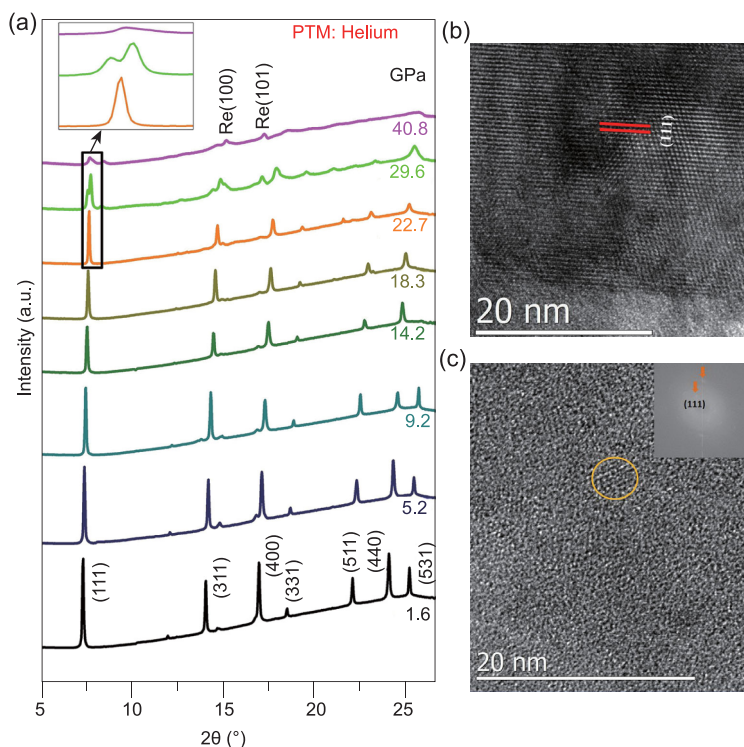 (a)
PTM: Helium
GPa
Re(100)
Re(101)
40.8
29.6
22.7
18.3
14.2
9.2
5.2
1.6
(111)
(311)
(400)
(331)
(511)
(440)
(531)
Intensity (a.u.)
5
10
15
20
25
2θ (°)
(b)
(111)
20 nm
(c)
(111)
20 nm